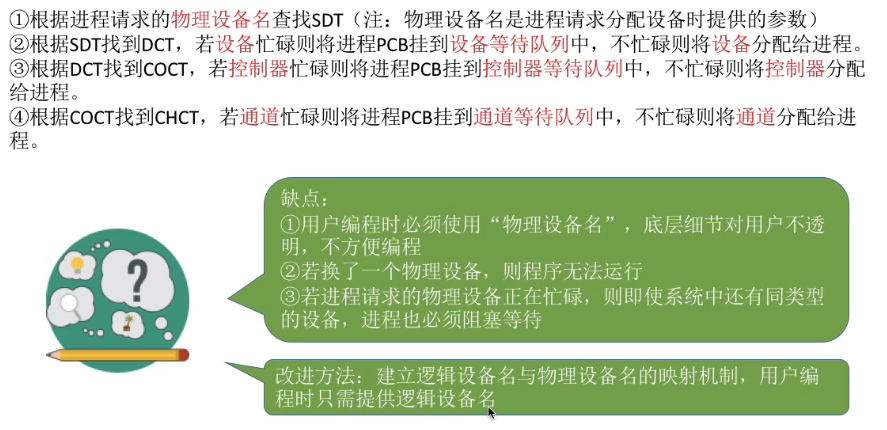 ①根据进程请求的物理设备名查找SDT（注：物理设备名是进程请求分配设备时提供的参数）
②根据SDT找到DCT，若设备忙碌则将进程PCB挂到设备等待队列中，不忙碌则将设备分配给进程。
③根据DCT找到COCT，若控制器忙碌则将进程PCB挂到控制器等待队列中，不忙碌则将控制器分配
给进程。
④根据COCT找到CHCT，若通道忙碌则将进程PCB挂到通道等待队列中，不忙碌则将通道分配给进
程。
缺点：
①用户编程时必须使用“物理设备名”，底层细节对用户不透
明，不方便编程
②若换了一个物理设备，则程序无法运行
③若进程请求的物理设备正在忙碌，则即使系统中还有同类型
的设备，进程也必须阻塞等待
?
改进方法：建立逻辑设备名与物理设备名的映射机制，用户编
程时只需提供逻辑设备名